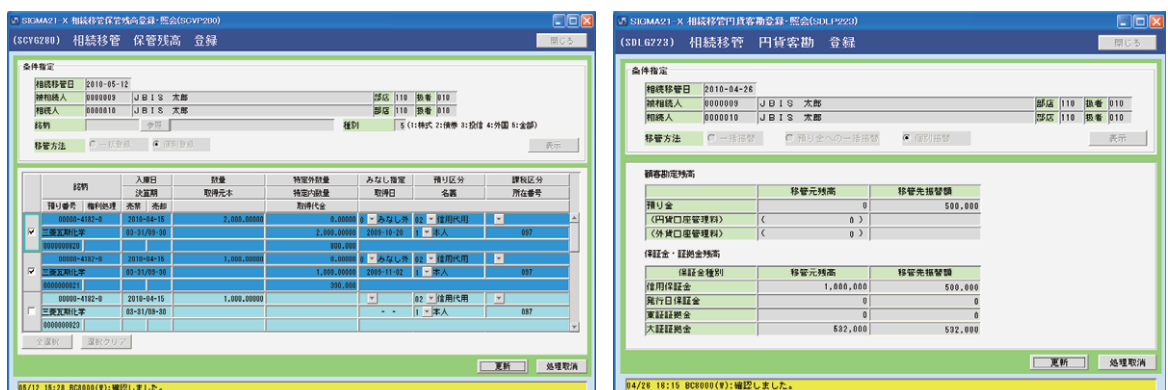 SIGMA21-X 相続移管保管残高登録・照会(SCVP200)
(SCVG280) 相続移管 保管残高 登録 閉じる
条件指定
相続移管日 2010-05-12
被相続人 0000009 JBIS 太郎 部店 110 扱者 010
相続人 0000010 JBIS 太郎 部店 110 扱者 010
銘柄 参照 種別 5 (1:株式 2:債券 3:投信 4:外国 5:全部)
移管方法 一括登録 個別登録 表示
銘柄 入庫日 数量 特定外数量 みなし指定 預り区分 課税区分
決算期 取得元本 特定内数量 取得日 名義 所在番号
預り番号 権利処理 売禁 売却 取得代金
00000-4182-0 2010-04-15 2,000.00000 0.00000 0 みなし外 02 信用代用
三菱瓦斯化学 03-31/09-30 2,000.00000 2009-10-20 1 本人 097
0000000020 800,000
00000-4182-0 2010-04-15 1,000.00000 0.00000 0 みなし外 02 信用代用
三菱瓦斯化学 03-31/09-30 1,000.00000 2009-11-02 1 本人 097
0000000021 390,000
00000-4182-0 2010-04-15 1,000.00000 02 信用代用
三菱瓦斯化学 03-31/09-30 - - 1 本人 097
0000000023
全選択 選択クリア
更新 処理取消
05/12 15:28 BC8000(W):確認しました。
SIGMA21-X 相続移管円貨客勘登録・照会(SDLP223)
(SDLG223) 相続移管 円貨客勘 登録 閉じる
条件指定
相続移管日 2010-04-26
被相続人 0000009 JBIS 太郎 部店 110 扱者 010
相続人 0000010 JBIS 太郎 部店 110 扱者 010
移管方法 一括振替 預り金への一括振替 個別振替 表示
顧客勘定残高
移管元残高 移管先振替額
預り金 0 500,000
(円貨口座管理料) ( 0 )
(外貨口座管理料) ( 0 )
保証金・証拠金残高
保証金種別 移管元残高 移管先振替額
信用保証金 1,000,000 500,000
発行日保証金 0 0
東証証拠金 0 0
大証証拠金 532,000 532,000
更新 処理取消
04/26 16:15 BC8000(W):確認しました。